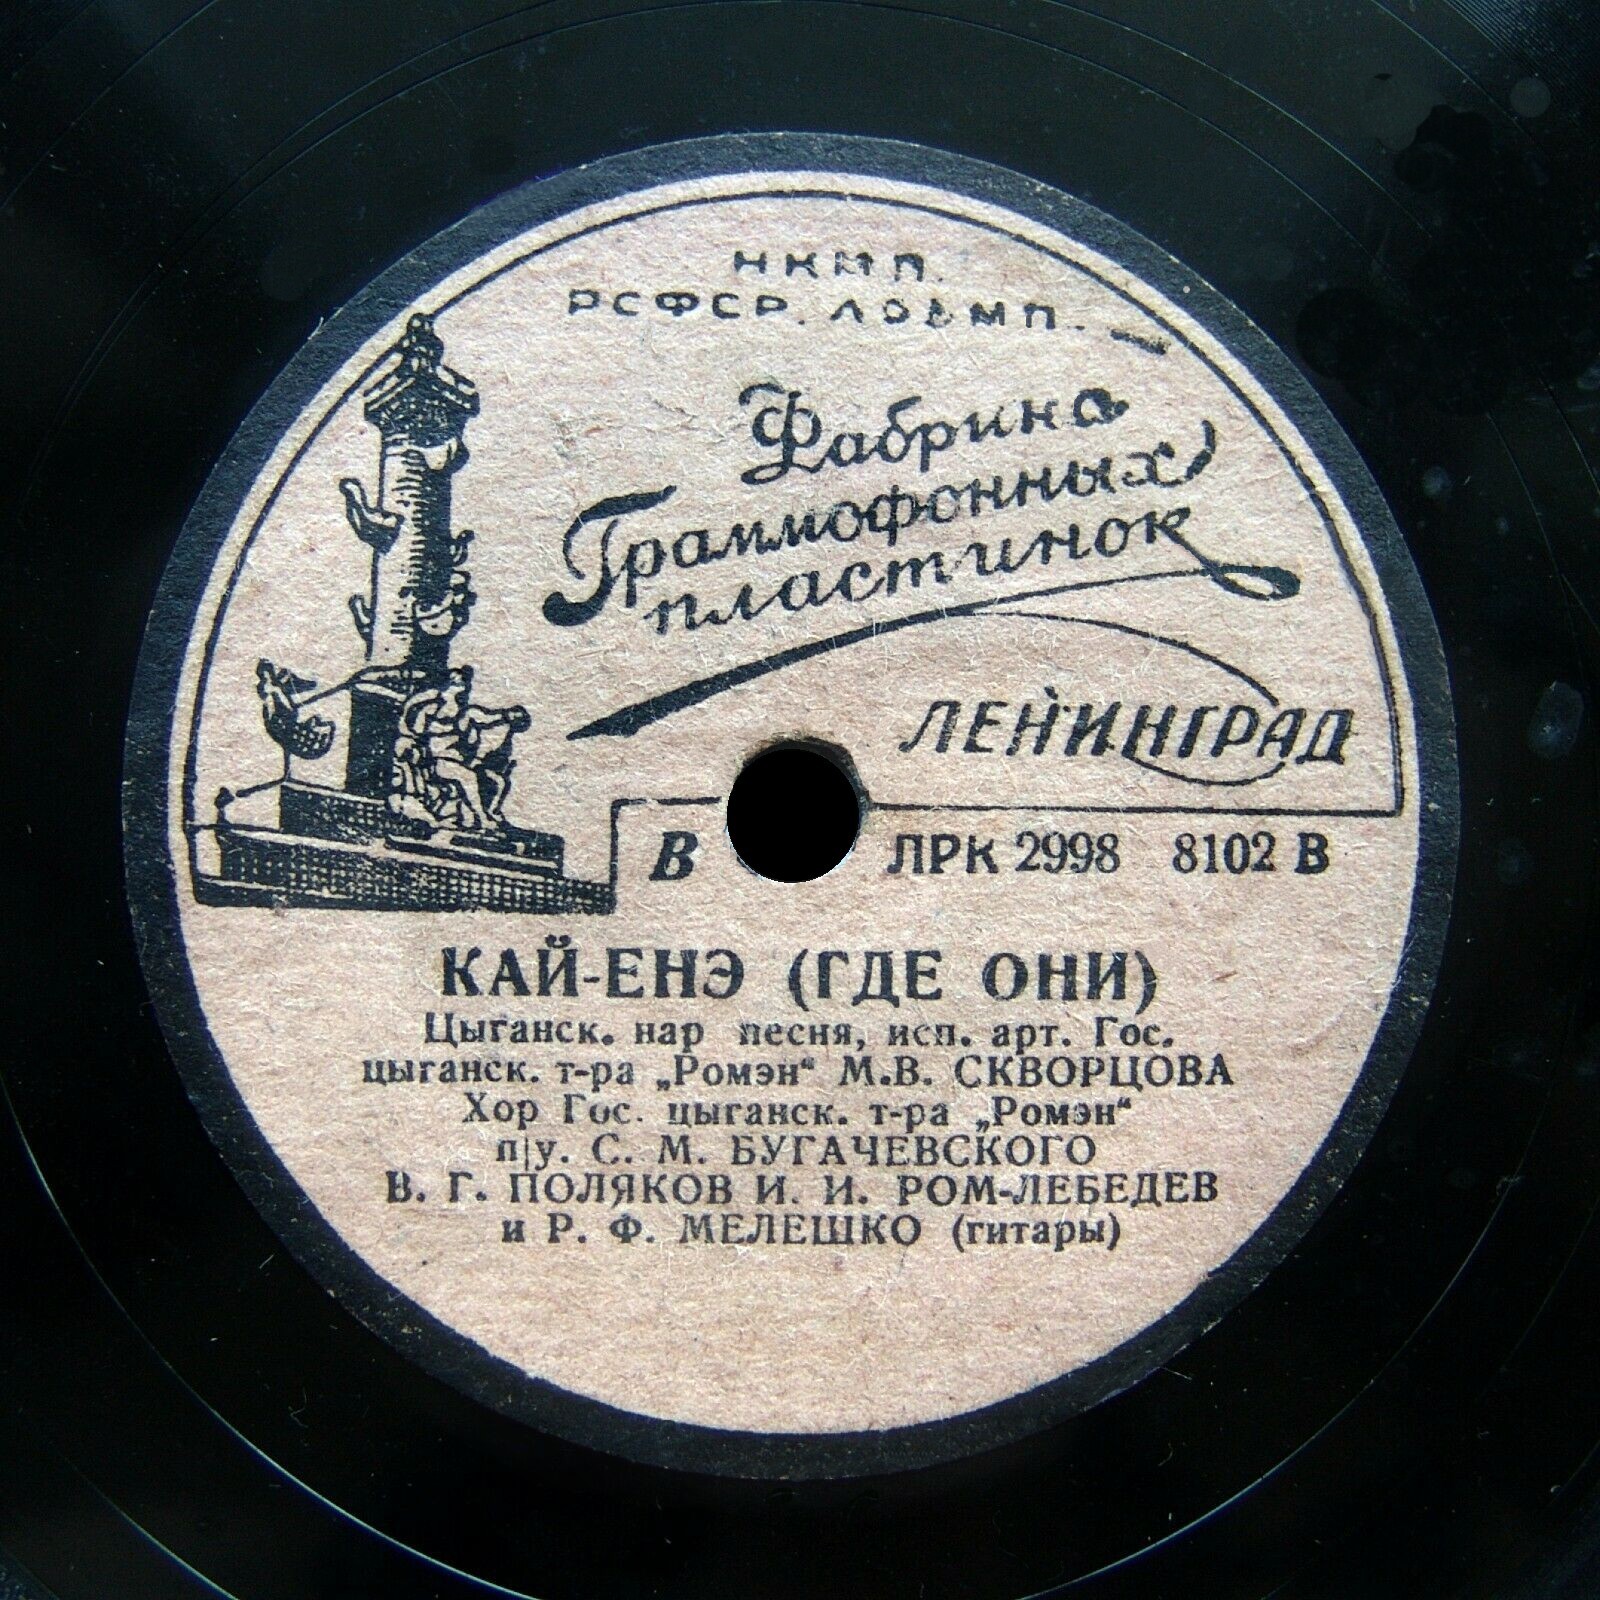 НКМП.
РСФСР. ЛОБМП.
Фабрика
Граммофонных
пластинок
ЛЕНИНГРАД
В ЛРК 2998 8102 В
КАЙ-ЕНЭ (ГДЕ ОНИ)
Цыганск. нар песня, исп. арт. Гос.
цыганск. т-ра „Ромэн“ М.В. СКВОРЦОВА
Хор Гос. цыганск. т-ра „Ромэн“
п/у. С. М. БУГАЧЕВСКОГО
В. Г. ПОЛЯКОВ И. И. РОМ-ЛЕБЕДЕВ
и Р. Ф. МЕЛЕШКО (гитары)